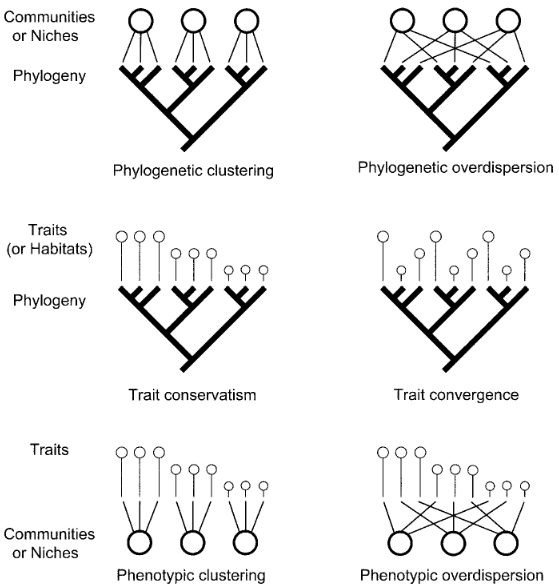 Communities
or Niches
Phylogeny
Phylogenetic clustering
Phylogenetic overdispersion
Traits
(or Habitats)
Phylogeny
Trait conservatism
Trait convergence
Traits
Communities
or Niches
Phenotypic clustering
Phenotypic overdispersion